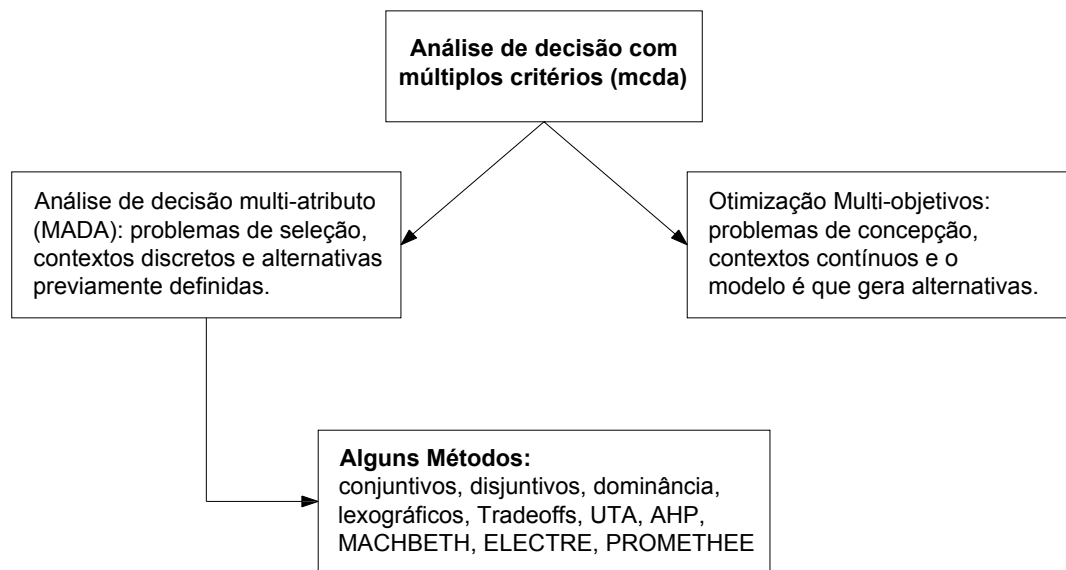 Análise de decisão com
múltiplos critérios (mcda)
Análise de decisão multi-atributo
(MADA): problemas de seleção,
contextos discretos e alternativas
previamente definidas.
Otimização Multi-objetivos:
problemas de concepção,
contextos contínuos e o
modelo é que gera alternativas.
Alguns Métodos:
conjuntivos, disjuntivos, dominância,
lexográficos, Tradeoffs, UTA, AHP,
MACHBETH, ELECTRE, PROMETHEE